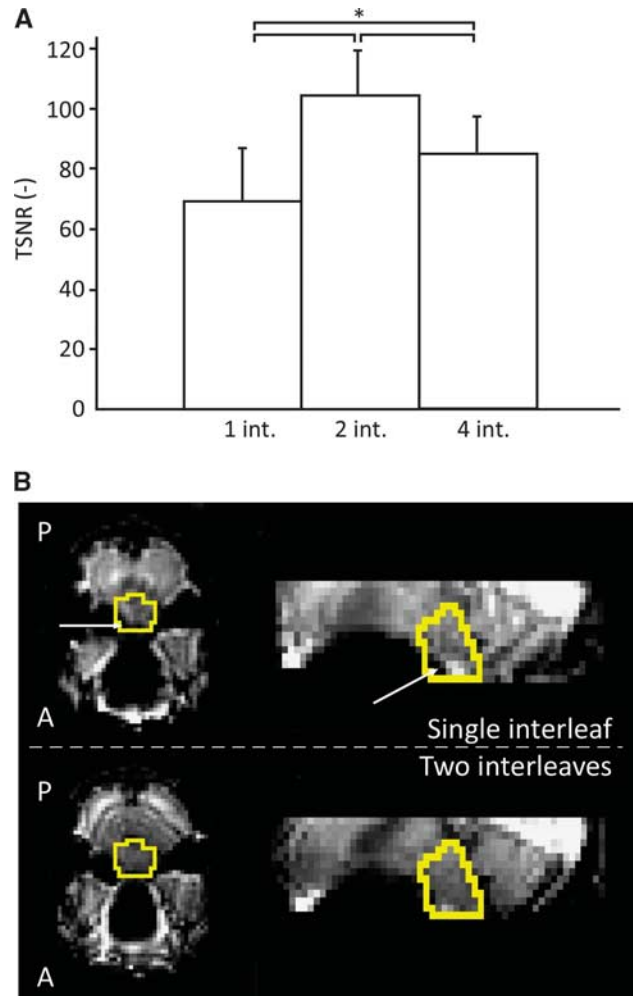 A
*
120
100
80
60
40
20
0
TSNR (-)
1 int.
2 int.
4 int.
B
P
A
Single interleaf
Two interleaves
P
A